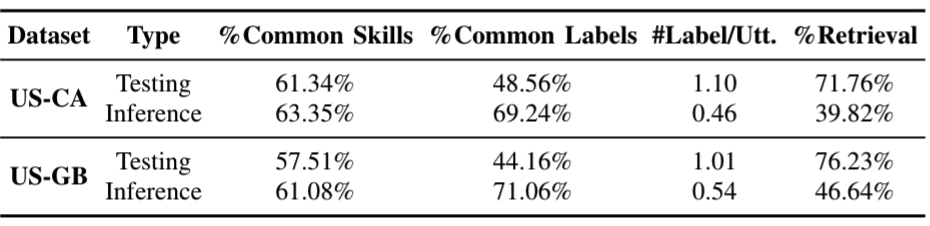 Dataset Type %Common Skills %Common Labels #Label/Utt. %Retrieval
US-CA
Testing 61.34% 48.56% 1.10 71.76%
Inference 63.35% 69.24% 0.46 39.82%
US-GB
Testing 57.51% 44.16% 1.01 76.23%
Inference 61.08% 71.06% 0.54 46.64%